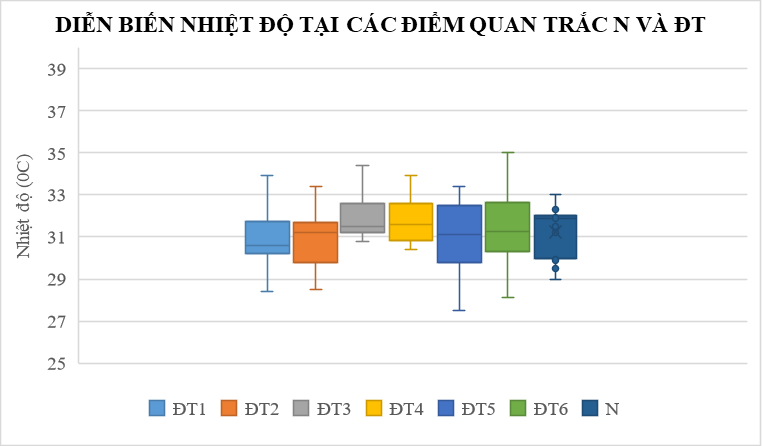 DIỄN BIẾN NHIỆT ĐỘ TẠI CÁC ĐIỂM QUAN TRẮC N VÀ ĐT
Nhiệt độ (0C)
39
37
35
33
31
29
27
25
ĐT1 ĐT2 ĐT3 ĐT4 ĐT5 ĐT6 N